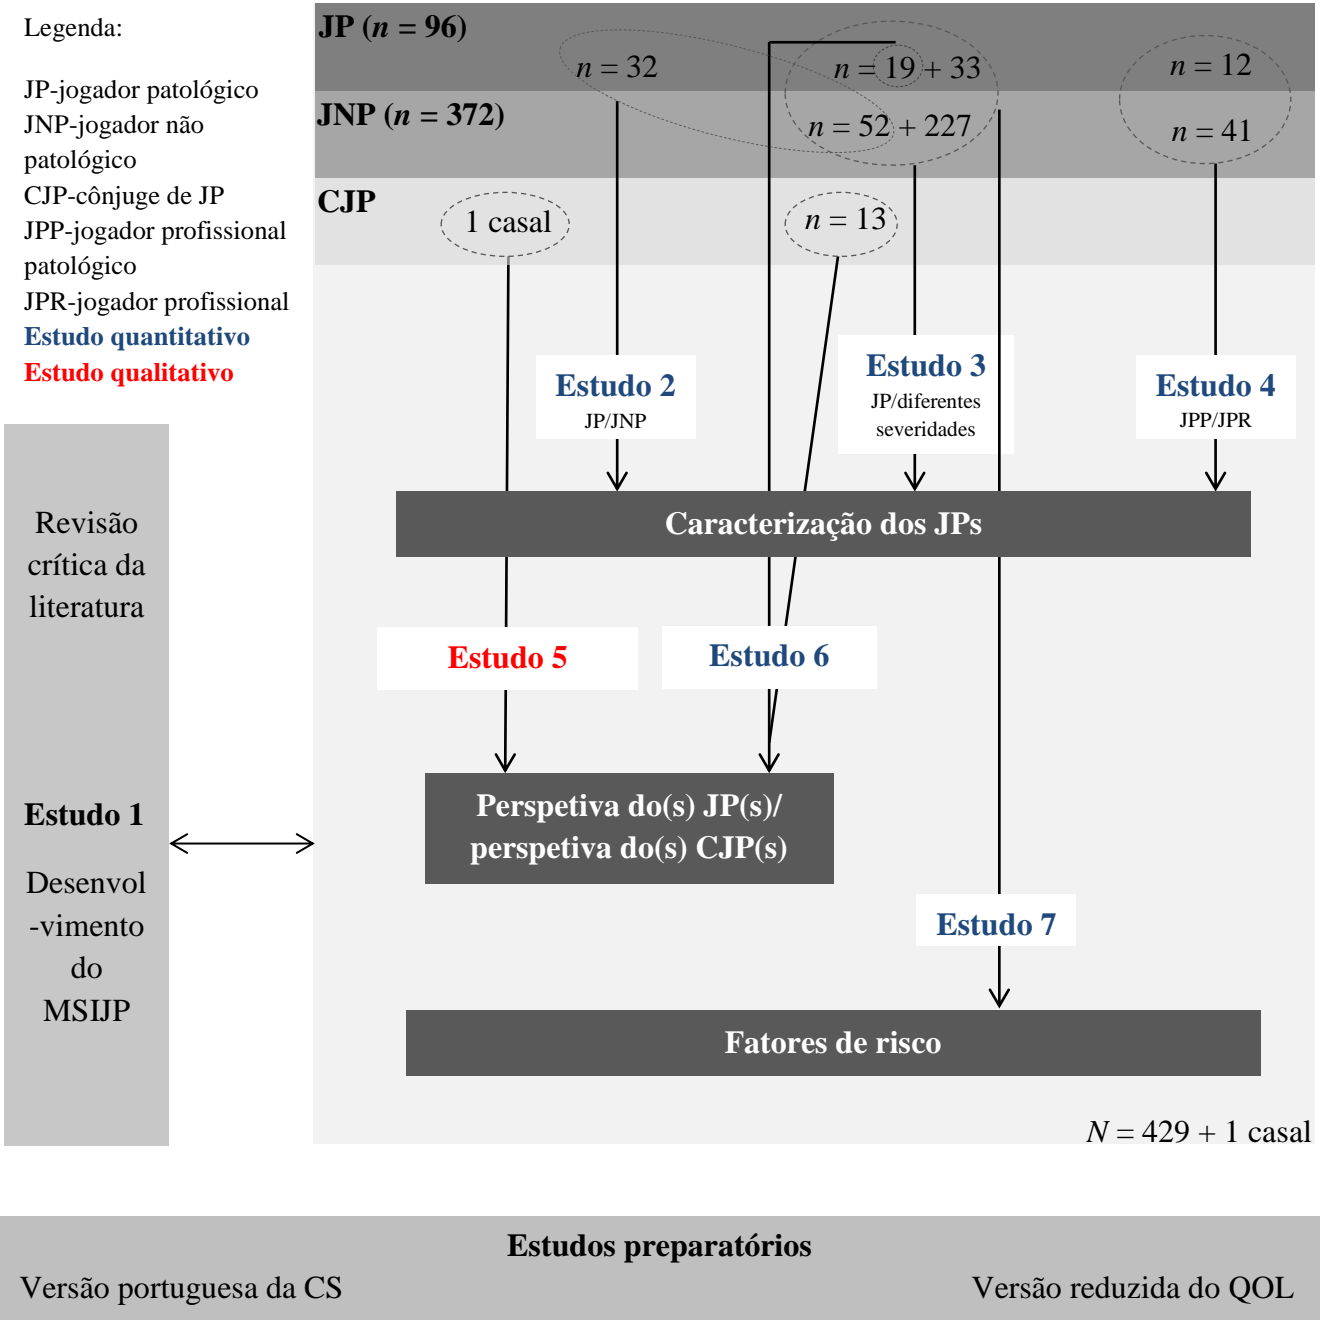 Legenda:
JP-jogador patológico
JNP-jogador não
patológico
CJP-cônjuge de JP
JPP-jogador profissional
patológico
JPR-jogador profissional
Estudo quantitativo
Estudo qualitativo
JP (n = 96)
n = 32
n = 19 + 33
n = 12
JNP (n = 372)
n = 52 + 227
n = 41
CJP
1 casal
n = 13
Estudo 2
JP/JNP
Estudo 3
JP/diferentes
severidades
Estudo 4
JPP/JPR
Caracterização dos JPs
Revisão
crítica da
literatura
Estudo 1
Desenvol
-vimento
do
MSIJP
Estudo 5
Estudo 6
Perspetiva do(s) JP(s)/
perspetiva do(s) CJP(s)
Estudo 7
Fatores de risco
N = 429 + 1 casal
Estudos preparatórios
Versão portuguesa da CS
Versão reduzida do QOL